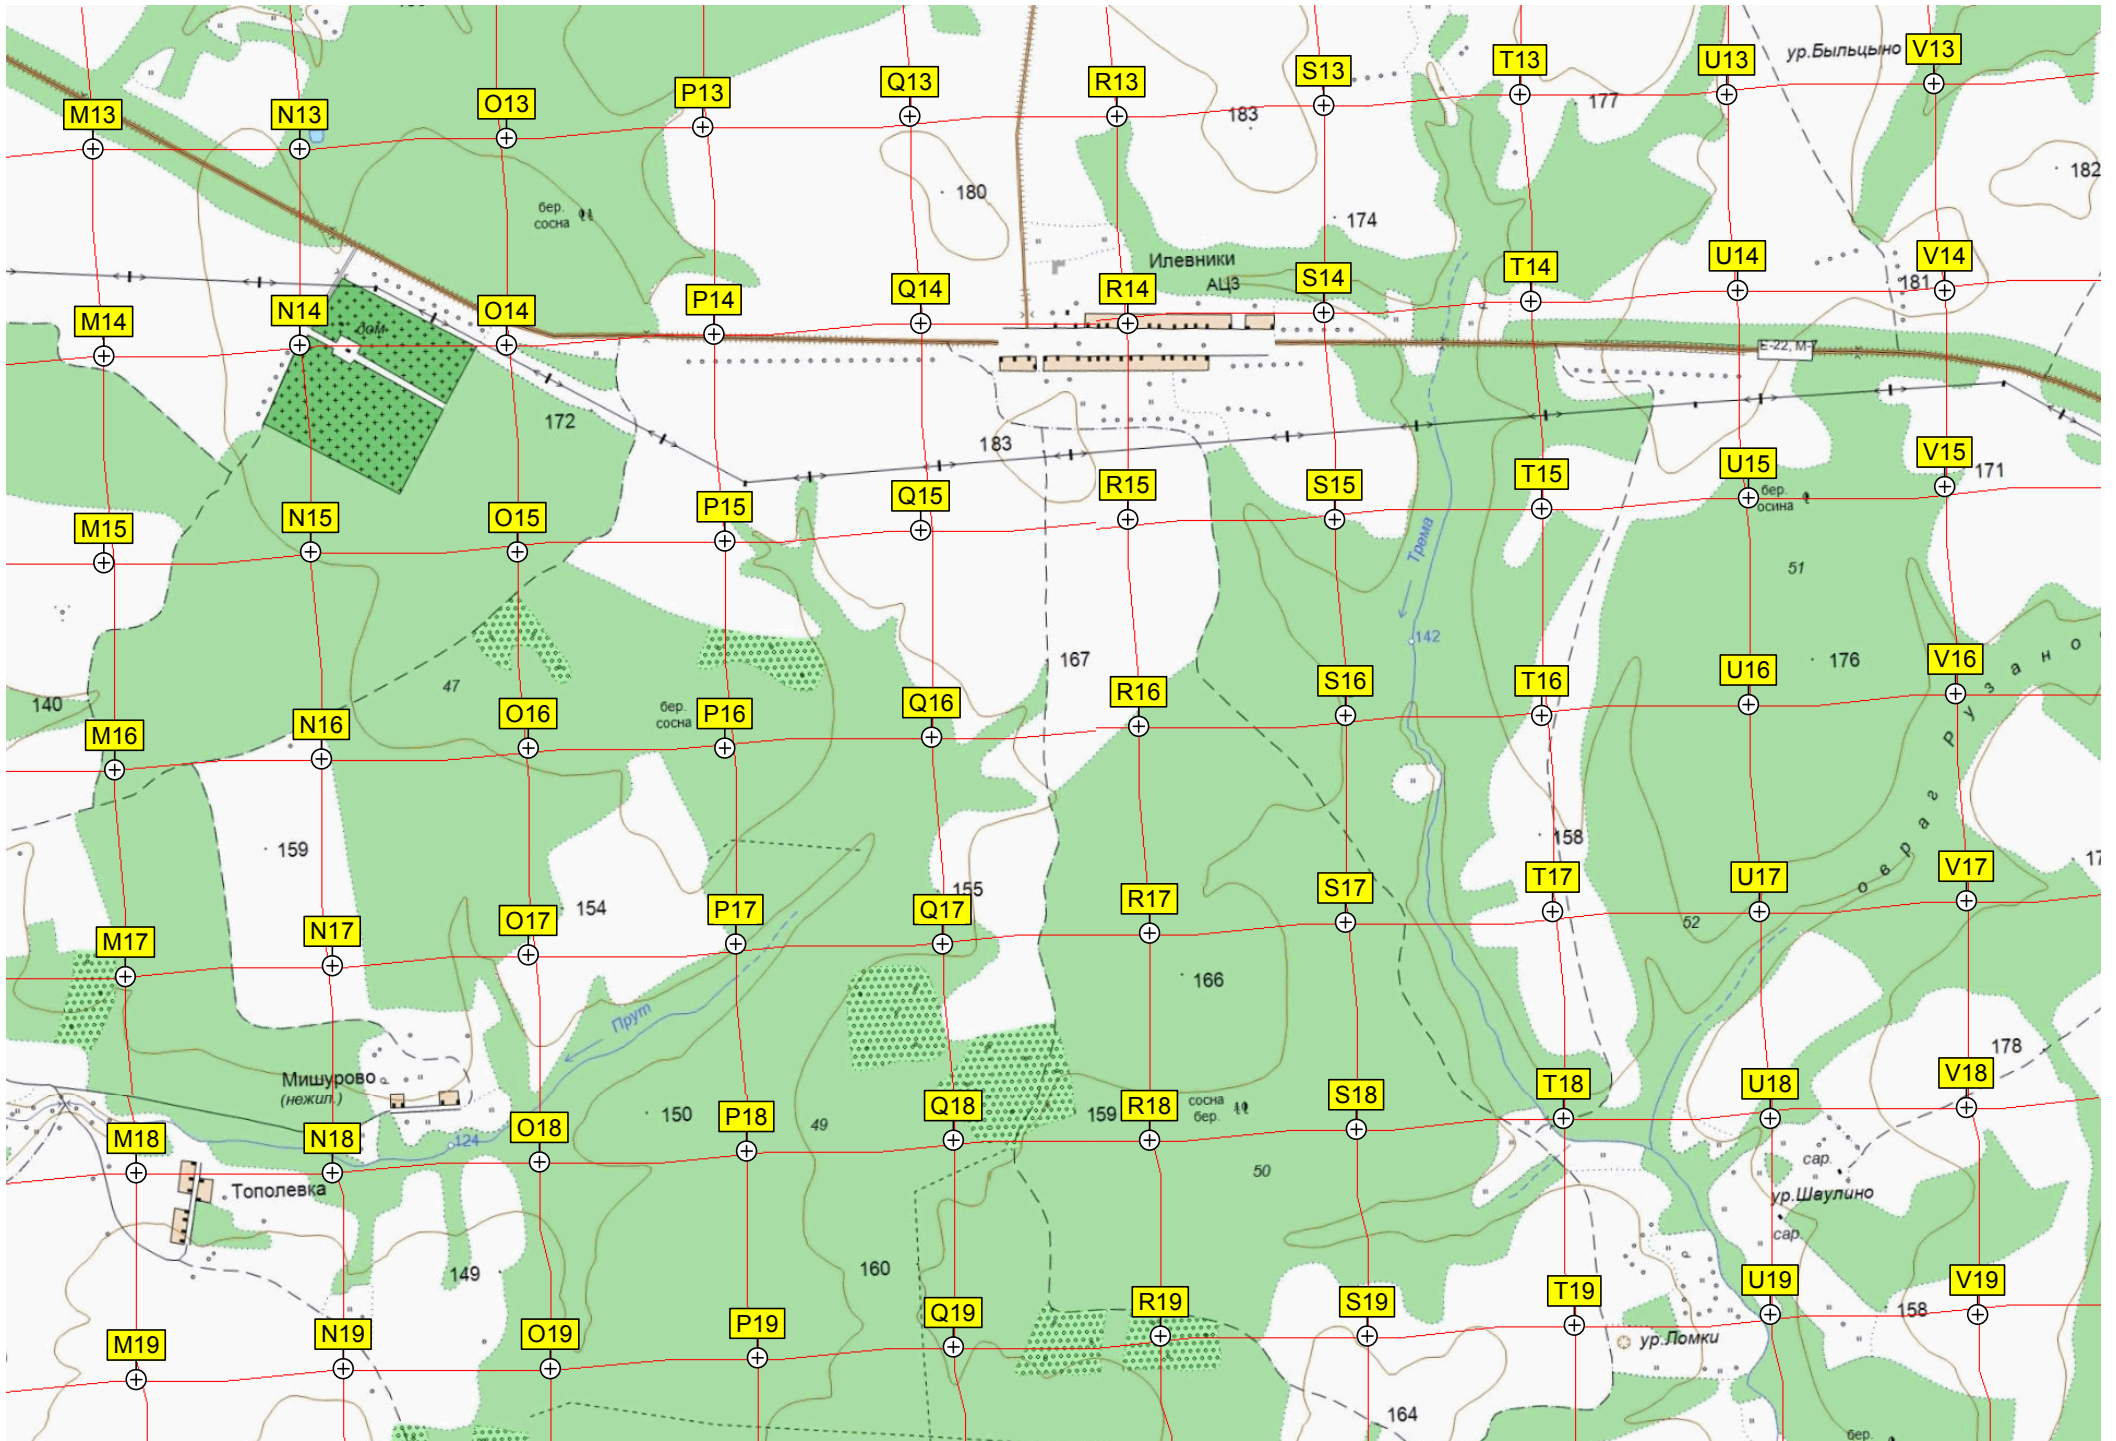 M13
N13
O13
P13
Q13
R13
S13
T13
U13
V13
ур.Быльцыно
183
177
182
180
174
бер.
сосна
Илевники
АЦЗ
M14
N14
O14
P14
Q14
R14
S14
T14
U14
V14
181
дом
E-22, M-7
172
183
M15
N15
O15
P15
Q15
R15
S15
T15
U15
V15
171
бер.
осина
Трема
51
142
167
176
47
140
бер.
сосна
M16
N16
O16
P16
Q16
R16
S16
T16
U16
V16
овраг Рузано
159
158
155
154
52
M17
N17
O17
P17
Q17
R17
S17
T17
U17
V17
166
Прут
178
Мишурово
(нежил.)
150
49
159
сосна
бер.
124
M18
N18
O18
P18
Q18
R18
S18
T18
U18
V18
50
сар.
ур.Шаулино
сар.
Тополевка
149
160
158
M19
N19
O19
P19
Q19
R19
S19
T19
U19
V19
ур.Ломки
164
бер.